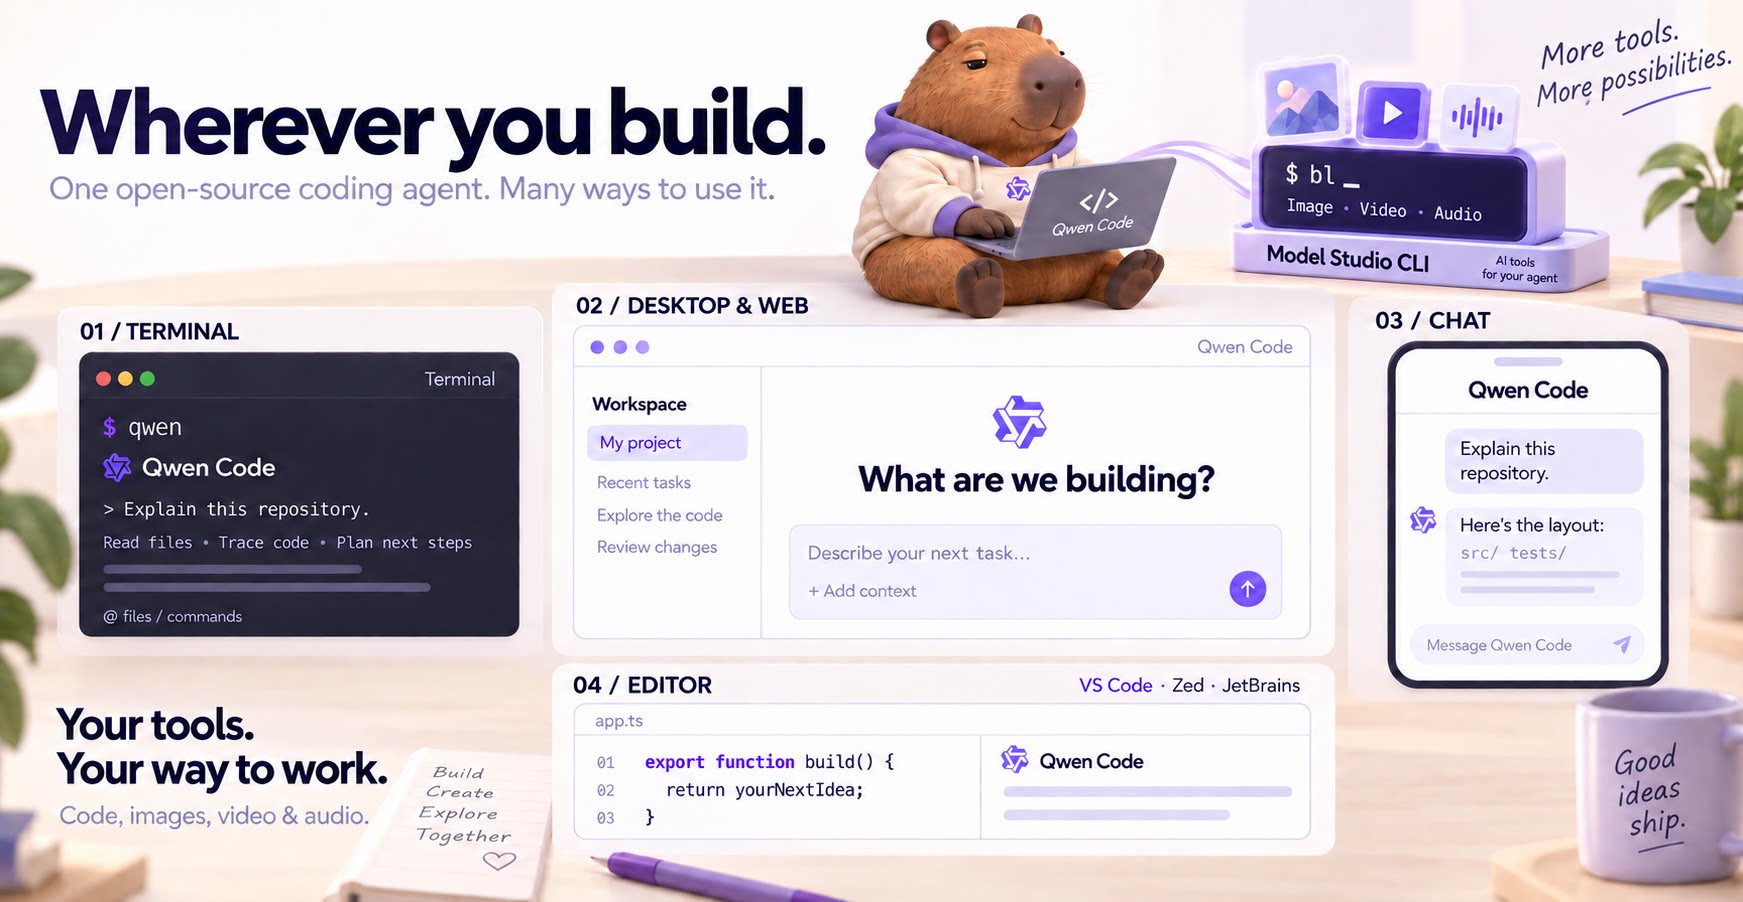 Wherever you build.
One open-source coding agent. Many ways to use it.
</> 
Qwen Code
More tools.
More possibilities.
$ bl _
Image • Video • Audio
Model Studio CLI
AI tools
for your agent
01 / TERMINAL
Terminal
$ qwen
Qwen Code
> Explain this repository.
Read files • Trace code • Plan next steps
@ files / commands
02 / DESKTOP & WEB
Qwen Code
Workspace
My project
Recent tasks
Explore the code
Review changes
What are we building?
Describe your next task...
+ Add context
03 / CHAT
Qwen Code
Explain this
repository.
Here's the layout:
src/ tests/
Message Qwen Code
04 / EDITOR
VS Code · Zed · JetBrains
app.ts
01 export function build() {
02 return yourNextIdea;
03 }
Qwen Code
Your tools.
Your way to work.
Code, images, video & audio.
Build
Create
Explore
Together
Good
ideas
ship.